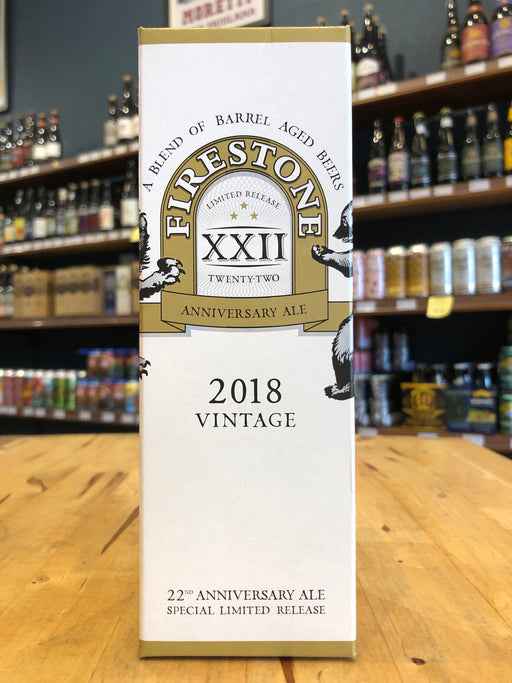 MORETTI
A BLEND OF BARREL AGED BEERS
FIRESTONE
LIMITED RELEASE
XXII
TWENTY-TWO
ANNIVERSARY ALE
2018
VINTAGE
22ND ANNIVERSARY ALE
SPECIAL LIMITED RELEASE